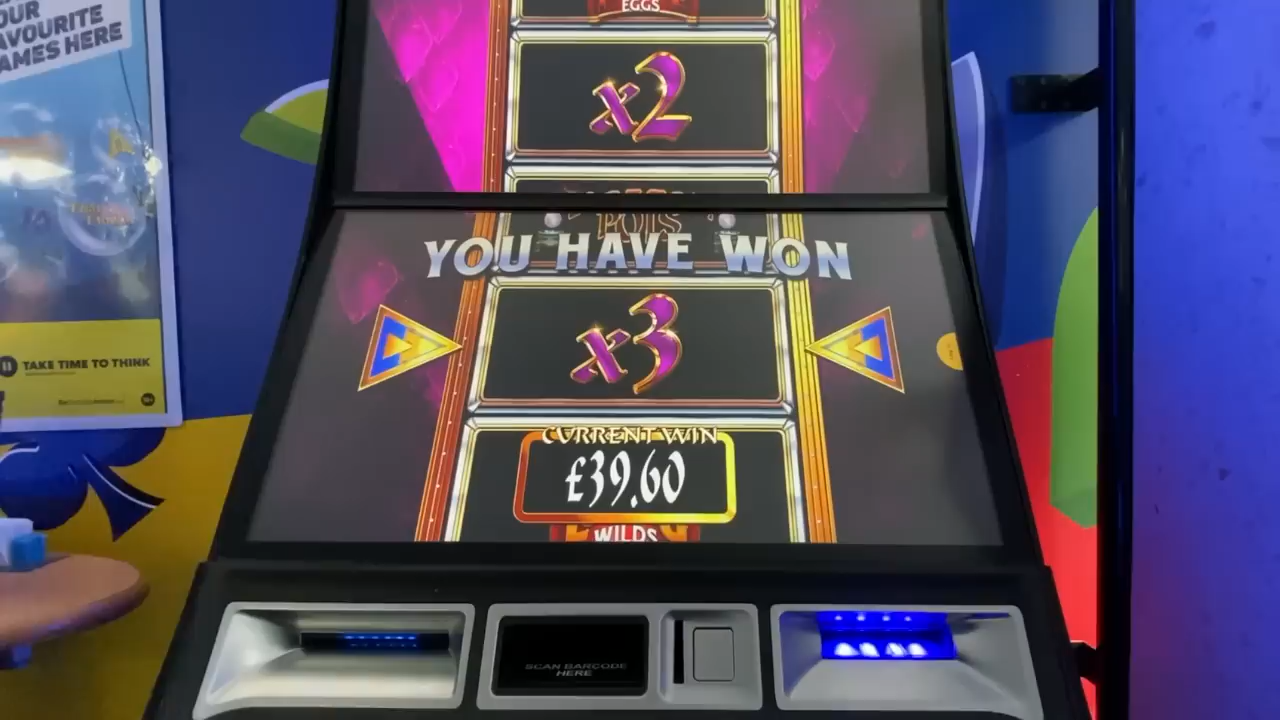 OUR
AVOURITE
AMES HERE
TAKE TIME TO THINK
EGGS
x2
POTS
YOU HAVE WON
x3
CURRENT WIN
£39.60
WILDS
SCAN BARCODE
HERE